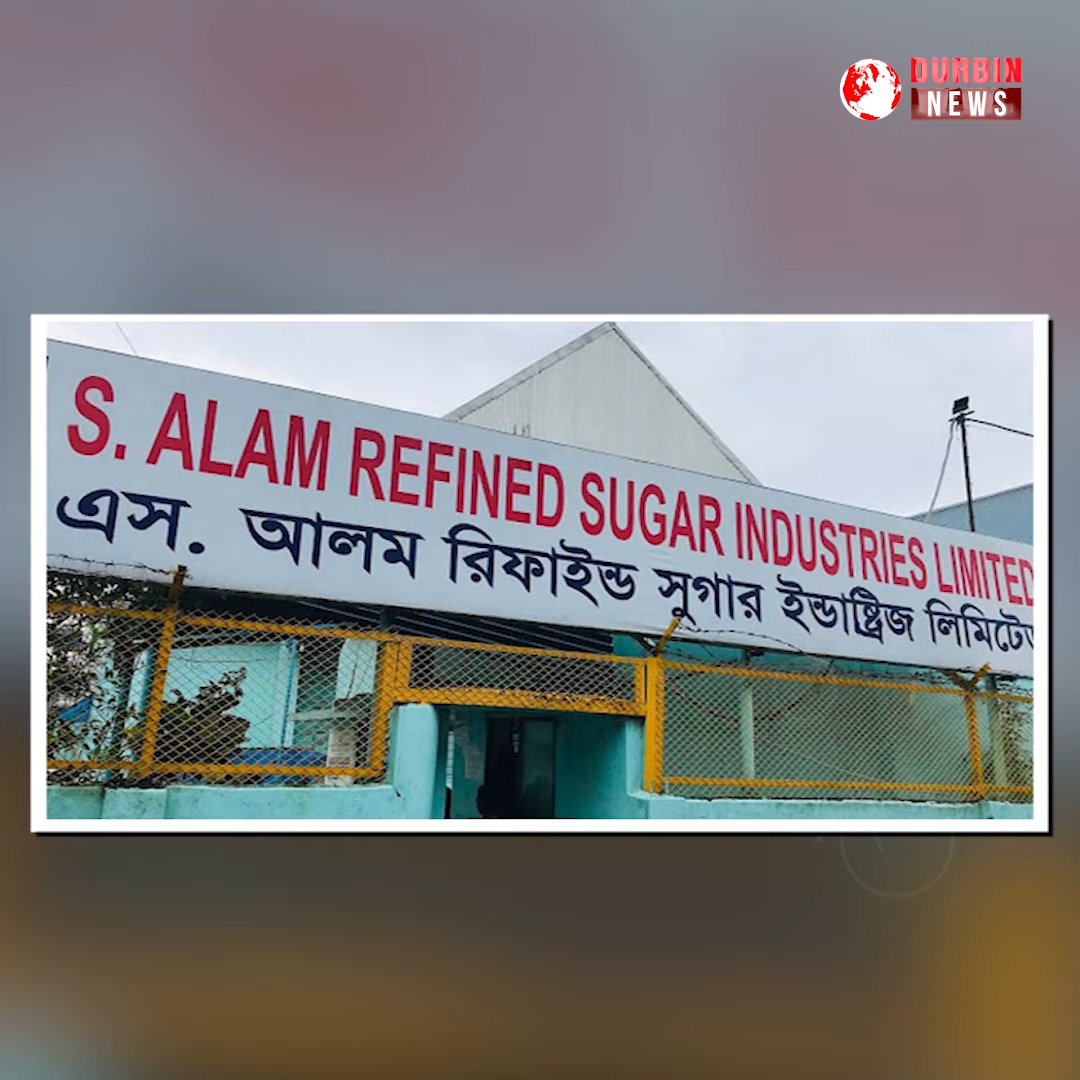 DURBIN
NEWS
S. ALAM REFINED SUGAR INDUSTRIES LIMITED
এস. আলম রিফাইন্ড সুগার ইন্ডাষ্ট্রিজ লিমিটেড